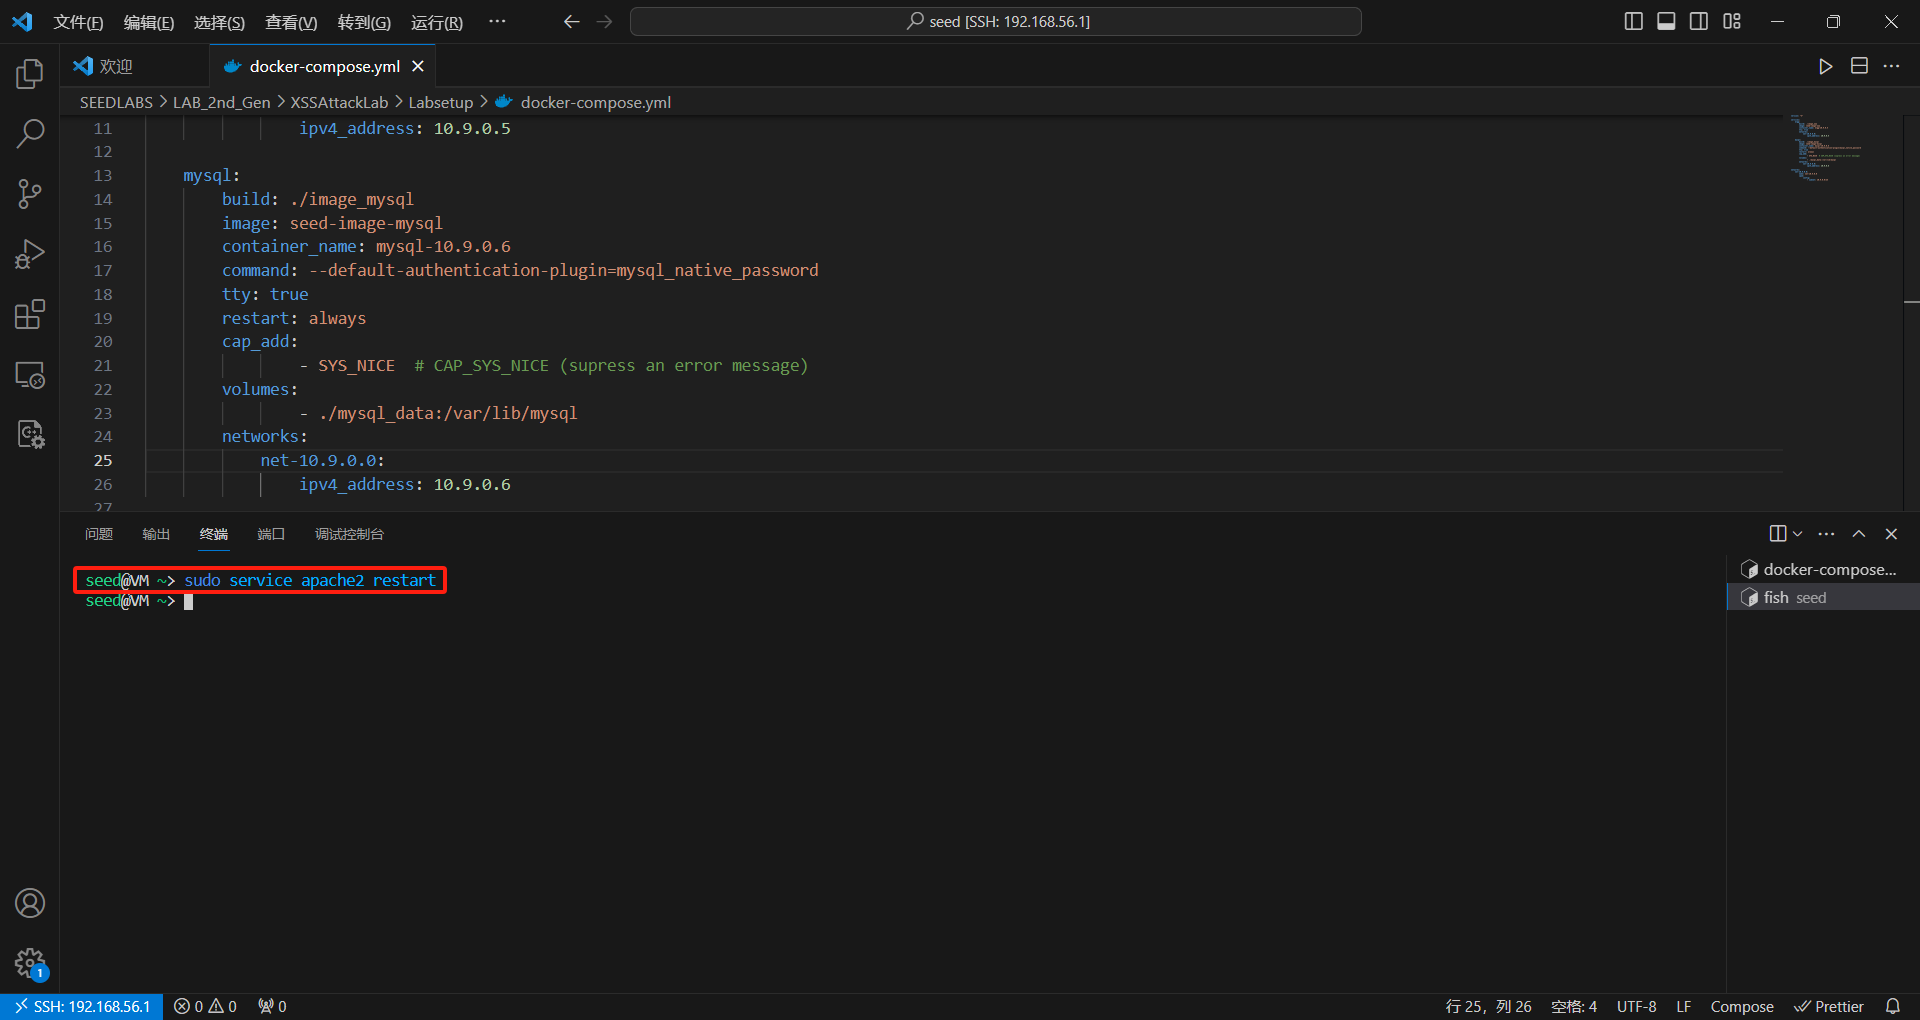 文件(F) 编辑(E) 选择(S) 查看(V) 转到(G) 运行(R) ··· seed [SSH: 192.168.56.1]
欢迎 docker-compose.yml
SEEDLABS > LAB_2nd_Gen > XSSAttackLab > Labsetup > docker-compose.yml
11 ipv4_address: 10.9.0.5
12
13 mysql:
14 build: ./image_mysql
15 image: seed-image-mysql
16 container_name: mysql-10.9.0.6
17 command: --default-authentication-plugin=mysql_native_password
18 tty: true
19 restart: always
20 cap_add:
21 - SYS_NICE  # CAP_SYS_NICE (supress an error message)
22 volumes:
23 - ./mysql_data:/var/lib/mysql
24 networks:
25 net-10.9.0.0:
26 ipv4_address: 10.9.0.6
27
问题 输出 终端 端口 调试控制台
seed@VM ~> sudo service apache2 restart
seed@VM ~>
docker-compose...
fish seed
1
SSH: 192.168.56.1 0 0 0 行 25，列 26 空格: 4 UTF-8 LF Compose Prettier